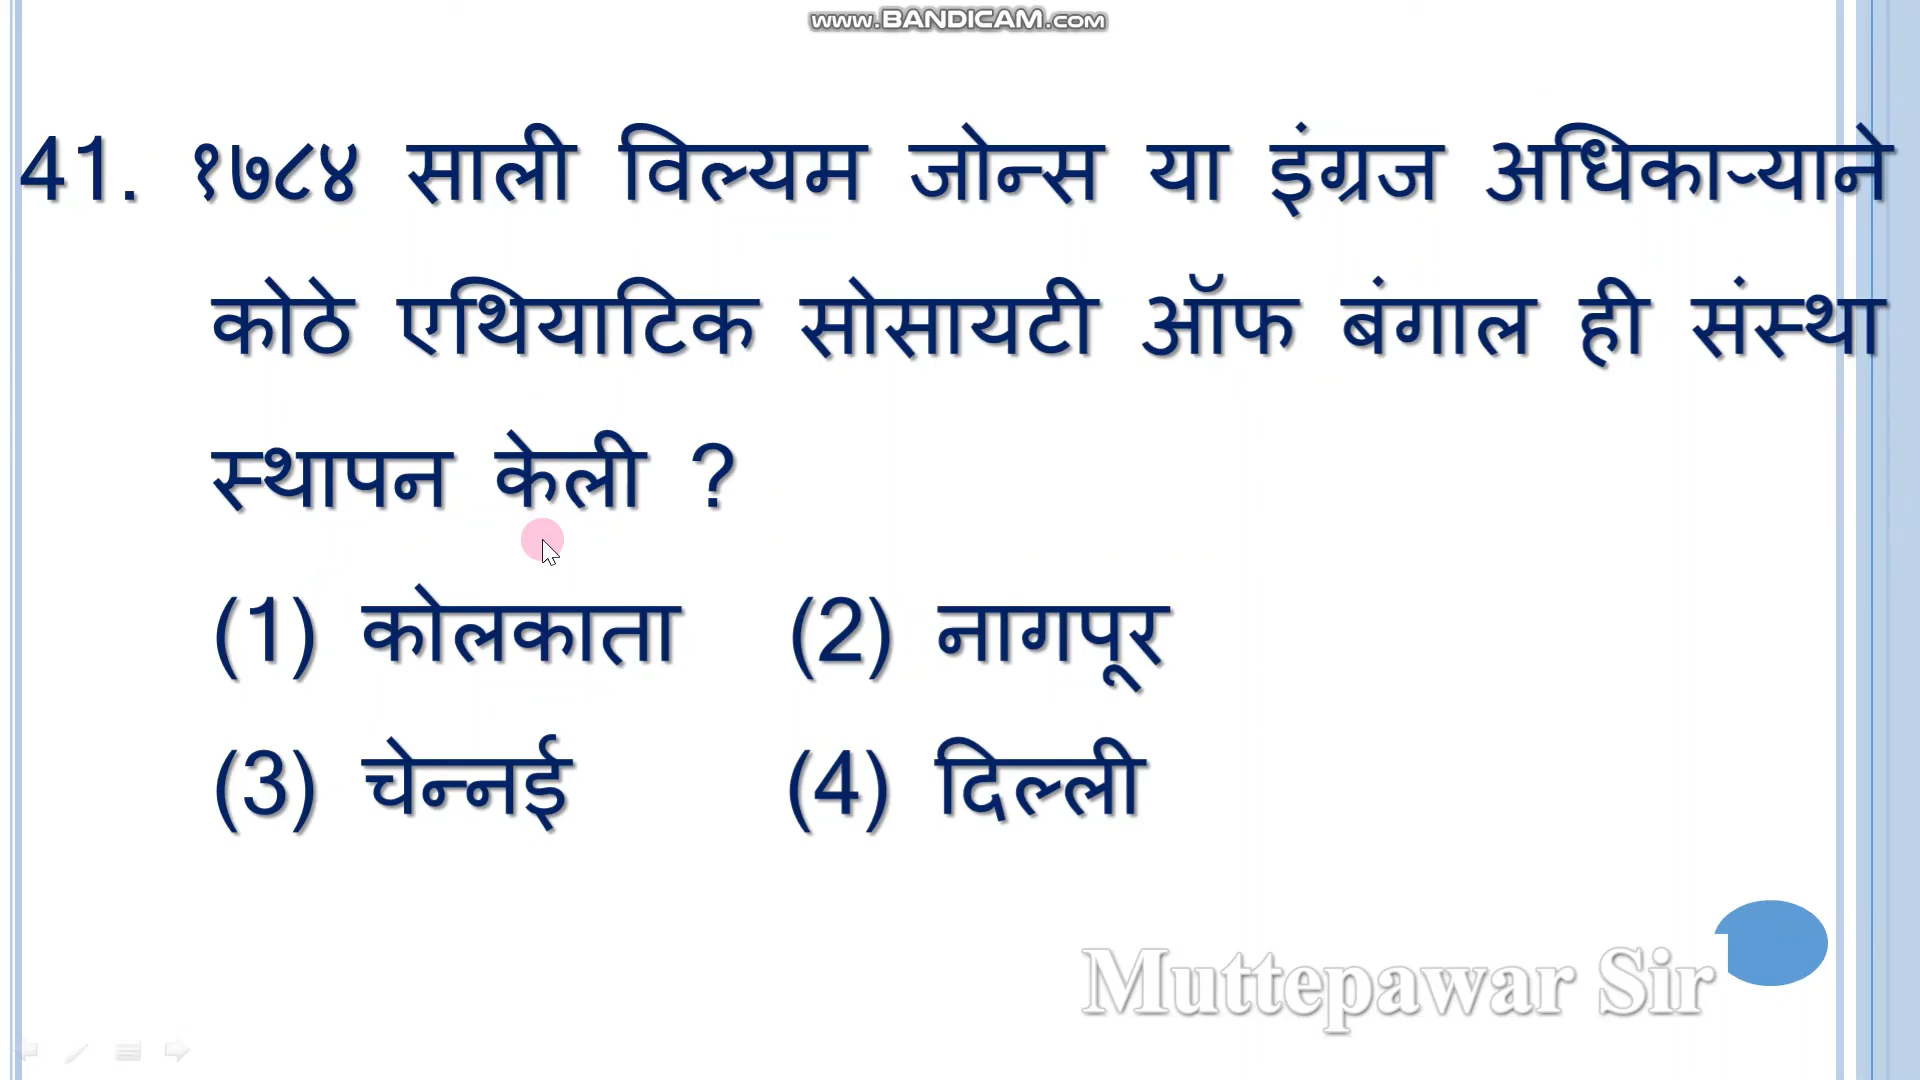 www.BANDICAM.com
41. १७८४ साली विल्यम जोन्स या इंग्रज अधिकाऱ्याने
कोठे एथियाटिक सोसायटी ऑफ बंगाल ही संस्था
स्थापन केली ?
(1) कोलकाता (2) नागपूर
(3) चेन्नई (4) दिल्ली
Muttepawar Sir